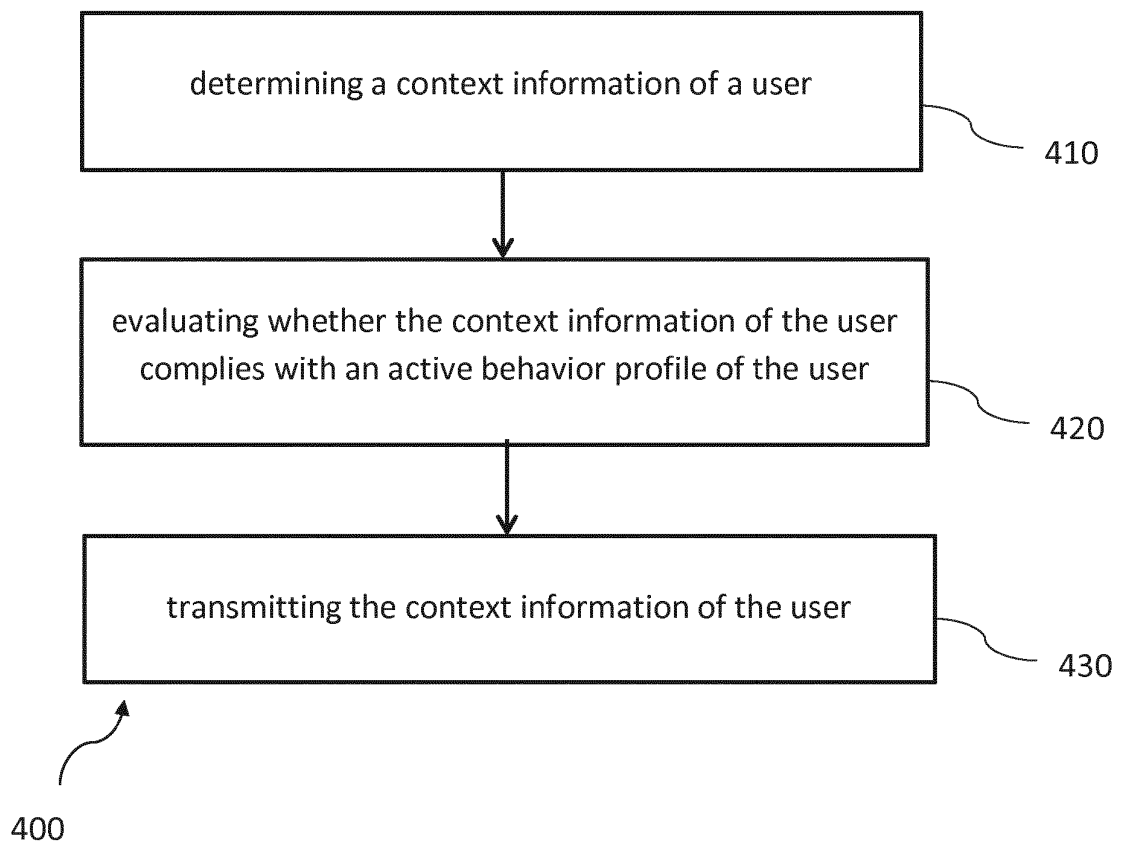 determining a context information of a user
410
evaluating whether the context information of the user
complies with an active behavior profile of the user
420
transmitting the context information of the user
430
400